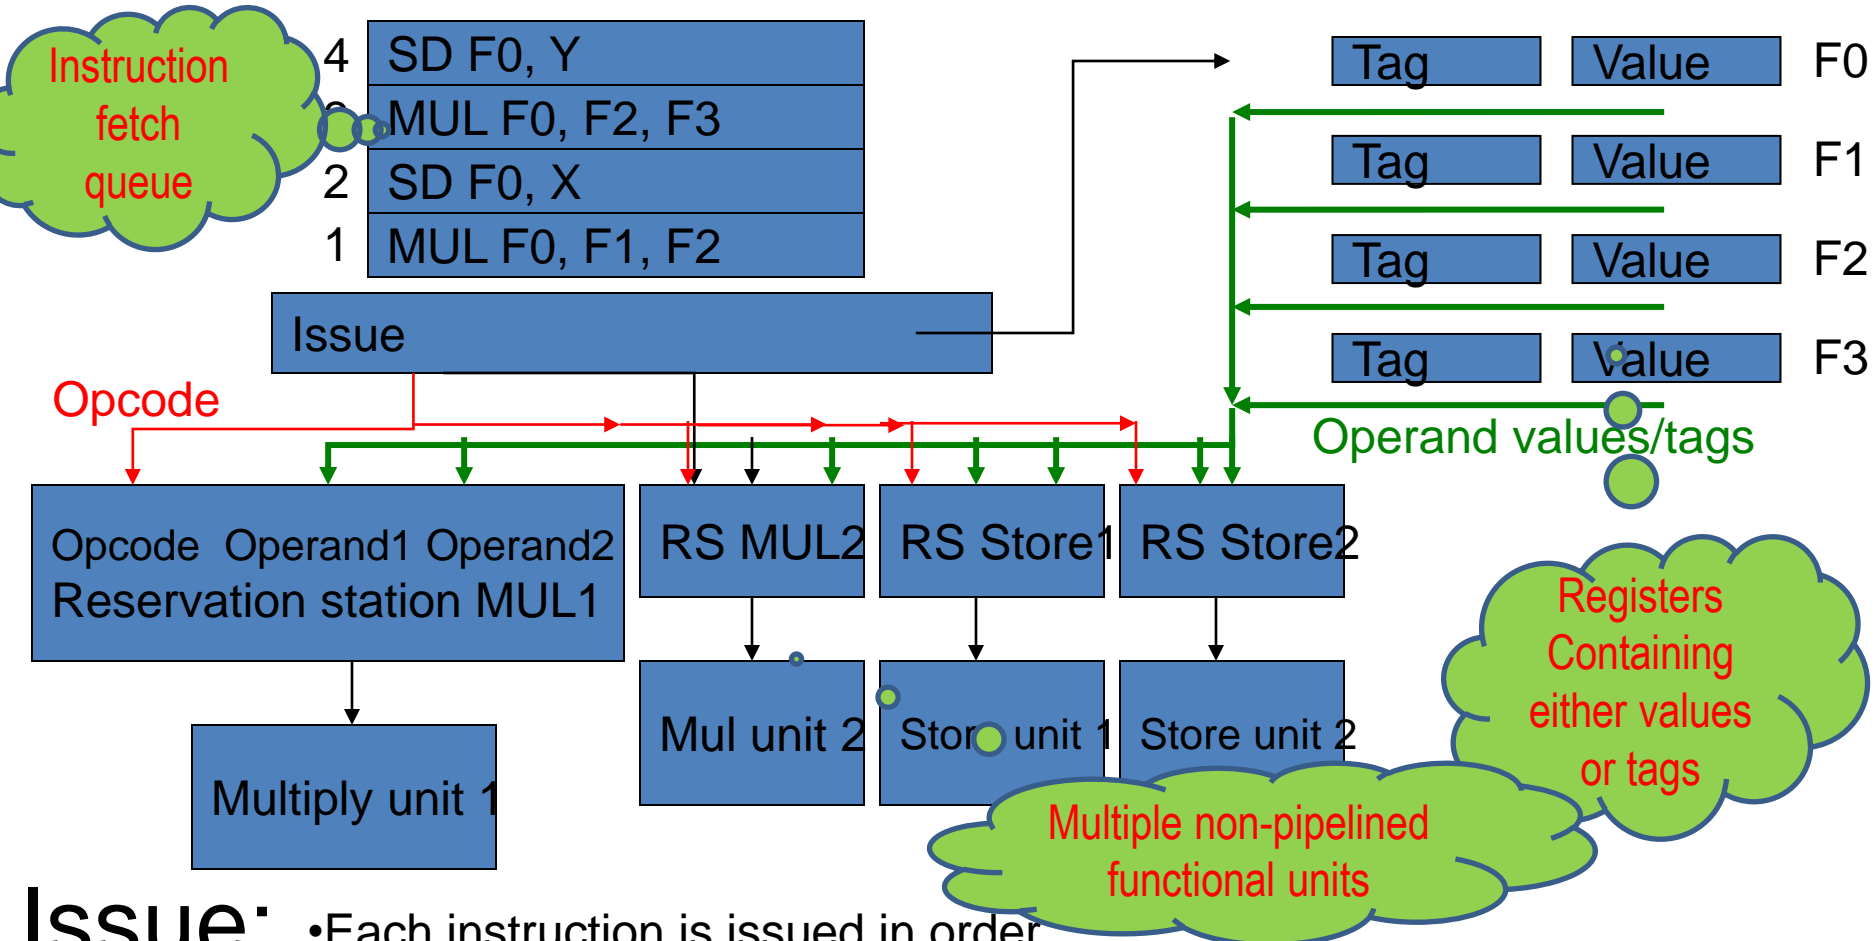 Instruction
fetch
queue
4 SD F0, Y
MUL F0, F2, F3
2 SD F0, X
1 MUL F0, F1, F2
Issue
Tag Value F0
Tag Value F1
Tag Value F2
Tag Value F3
Opcode
Operand values/tags
Opcode Operand1 Operand2
Reservation station MUL1
RS MUL2
RS Store1
RS Store2
Multiply unit 1
Mul unit 2
Store unit 1
Store unit 2
Registers
Containing
either values
or tags
Multiple non-pipelined
functional units
Issue:
•Each instruction is issued in order